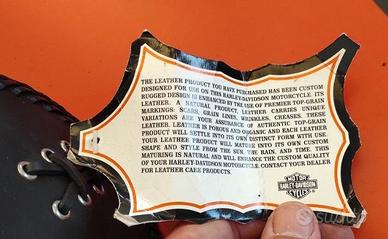 THE LEATHER PRODUCT YOU HAVE PURCHASED HAS BEEN CUSTOM
DESIGNED FOR USE ON THIS HARLEY-DAVIDSON MOTORCYCLE. ITS
RUGGED DESIGN IS ENHANCED BY THE USE OF PREMIER TOP-GRAIN
LEATHER. A NATURAL PRODUCT, LEATHER CARRIES UNIQUE
MARKINGS: SCARS, GRAIN LINES, WRINKLES, CREASES. THESE
VARIATIONS ARE YOUR ASSURANCE OF AUTHENTIC TOP-GRAIN
LEATHER. LEATHER IS POROUS AND ORGANIC AND EACH LEATHER
PRODUCT WILL SETTLE INTO ITS OWN DISTINCT FORM WITH USE.
YOUR LEATHER PRODUCT WILL MATURE INTO ITS OWN CUSTOM
SHAPE AND STYLE FROM THE SUN, THE RAIN, AND TIME. THIS
MATURING IS NATURAL AND WILL ENHANCE THE CUSTOM QUALITY
OF YOUR HARLEY-DAVIDSON MOTORCYCLE. CONTACT YOUR DEALER
FOR LEATHER CARE PRODUCTS.
MOTOR
HARLEY-DAVIDSON
CYCLES
subito